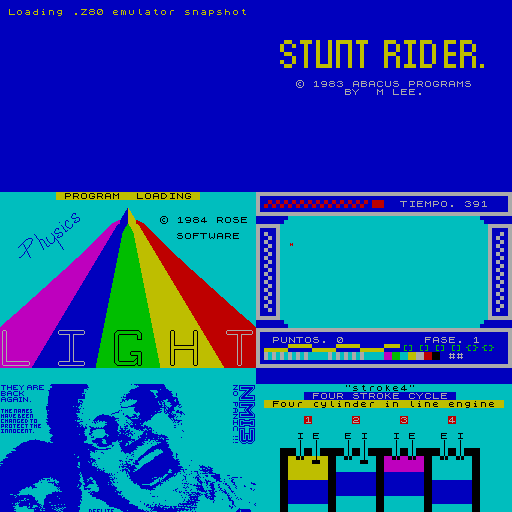 Loading .Z80 emulator snapshot
STUNT RIDER.
© 1983 ABACUS PROGRAMS
BY M LEE.
PROGRAM LOADING
Physics
© 1984 ROSE
SOFTWARE
LIGHT
TIEMPO. 391
PUNTOS. 0 FASE. 1
##
THEY ARE
BACK
AGAIN.
THE NAMES
HAVE BEEN
CHANGED TO
PROTECT THE
INNOCENT.
NMI3
NO PANIC !!!
"stroke4"
FOUR STROKE CYCLE
Four cylinder in line engine
1 2 3 4
I E E I I E E I